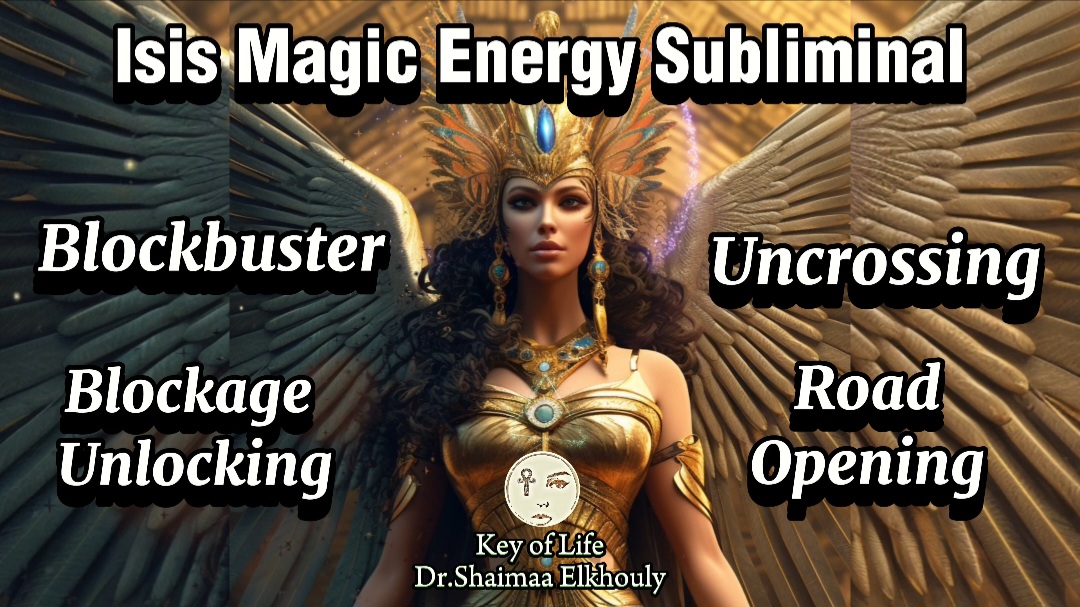 Isis Magic Energy Subliminal
Blockbuster
Uncrossing
Blockage
Unlocking
Road
Opening
Key of Life
Dr.Shaimaa Elkhouly